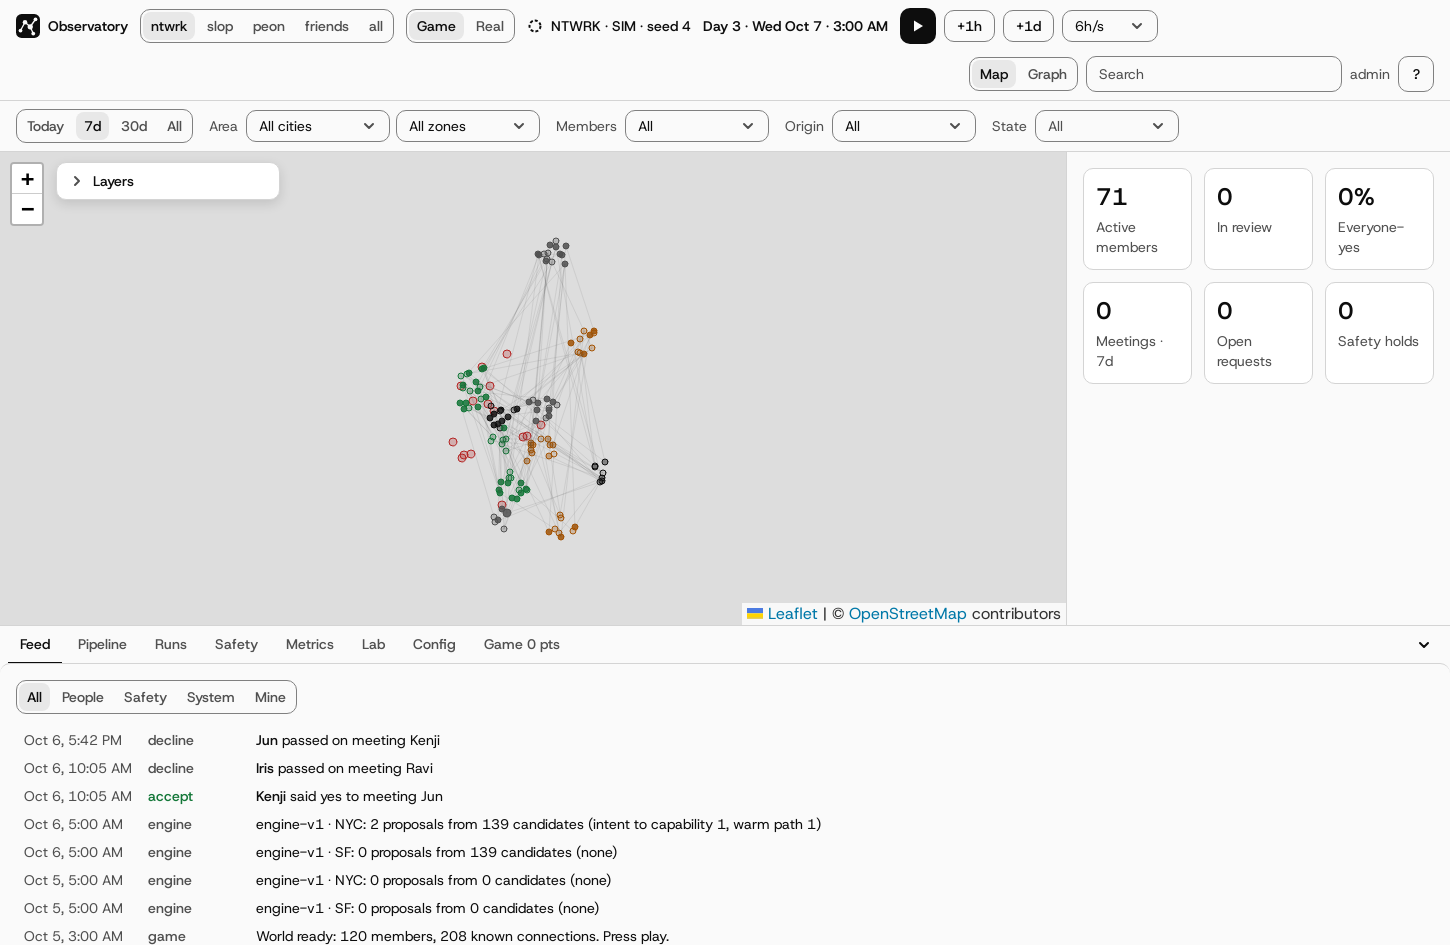 Observatory ntwrk slop peon friends all Game Real NTWRK · SIM · seed 4 Day 3 · Wed Oct 7 · 3:00 AM +1h +1d 6h/s
Map Graph Search admin ?
Today 7d 30d All Area All cities All zones Members All Origin All State All
+
−
Layers
71
Active
members
0
In review
0%
Everyone-
yes
0
Meetings ·
7d
0
Open
requests
0
Safety holds
Leaflet | © OpenStreetMap contributors
Feed Pipeline Runs Safety Metrics Lab Config Game 0 pts
All People Safety System Mine
Oct 6, 5:42 PM decline Jun passed on meeting Kenji
Oct 6, 10:05 AM decline Iris passed on meeting Ravi
Oct 6, 10:05 AM accept Kenji said yes to meeting Jun
Oct 6, 5:00 AM engine engine-v1 · NYC: 2 proposals from 139 candidates (intent to capability 1, warm path 1)
Oct 6, 5:00 AM engine engine-v1 · SF: 0 proposals from 139 candidates (none)
Oct 5, 5:00 AM engine engine-v1 · NYC: 0 proposals from 0 candidates (none)
Oct 5, 5:00 AM engine engine-v1 · SF: 0 proposals from 0 candidates (none)
Oct 5, 3:00 AM game World ready: 120 members, 208 known connections. Press play.